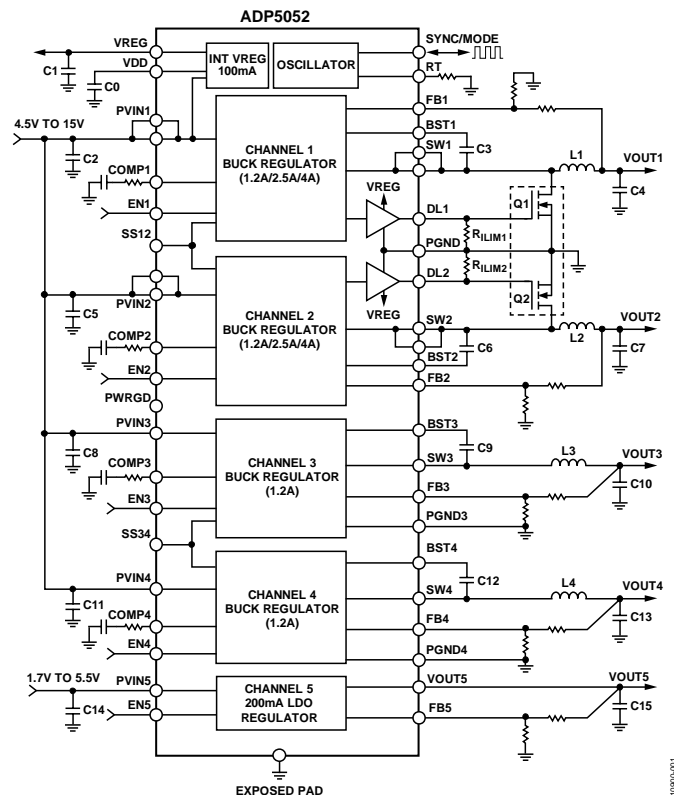 ADP5052
VREG
VDD
C1
C0
INT VREG
100mA
OSCILLATOR
SYNC/MODE
RT
4.5V TO 15V
PVIN1
C2
COMP1
EN1
SS12
CHANNEL 1
BUCK REGULATOR
(1.2A/2.5A/4A)
FB1
BST1
SW1
C3
L1
VOUT1
C4
VREG
DL1
Q1
RILIM1
PGND
RILIM2
DL2
Q2
VREG
PVIN2
C5
COMP2
EN2
PWRGD
CHANNEL 2
BUCK REGULATOR
(1.2A/2.5A/4A)
SW2
C6
BST2
FB2
L2
VOUT2
C7
PVIN3
C8
COMP3
EN3
SS34
CHANNEL 3
BUCK REGULATOR
(1.2A)
BST3
C9
SW3
FB3
PGND3
L3
VOUT3
C10
PVIN4
C11
COMP4
EN4
CHANNEL 4
BUCK REGULATOR
(1.2A)
BST4
C12
SW4
FB4
PGND4
L4
VOUT4
C13
1.7V TO 5.5V
PVIN5
C14
EN5
CHANNEL 5
200mA LDO
REGULATOR
VOUT5
FB5
VOUT5
C15
EXPOSED PAD
10900-001